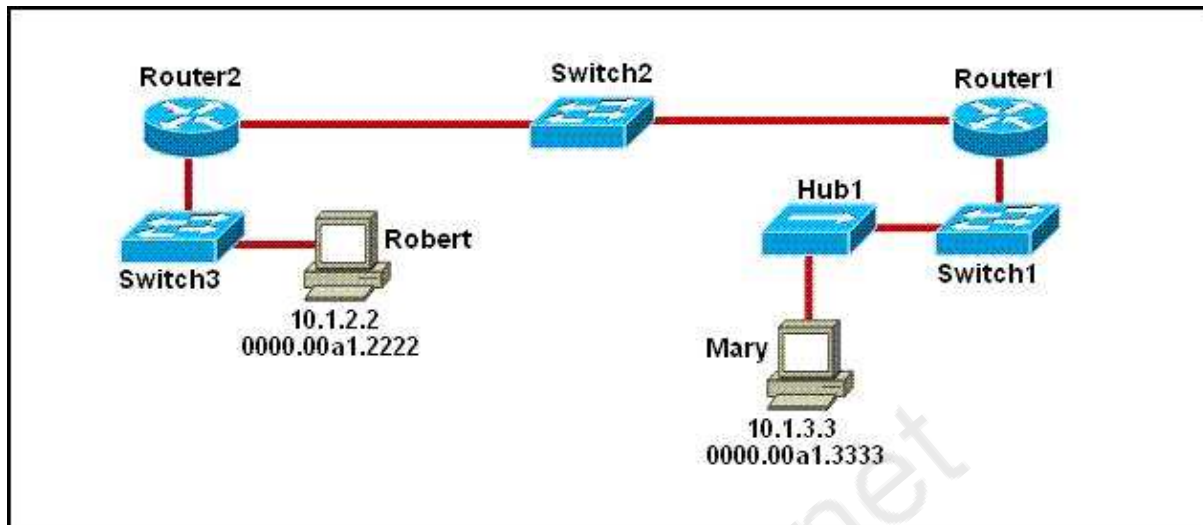 Router2
Switch2
Router1
Hub1
Robert
Switch3
Switch1
10.1.2.2
0000.00a1.2222
Mary
10.1.3.3
0000.00a1.3333
net